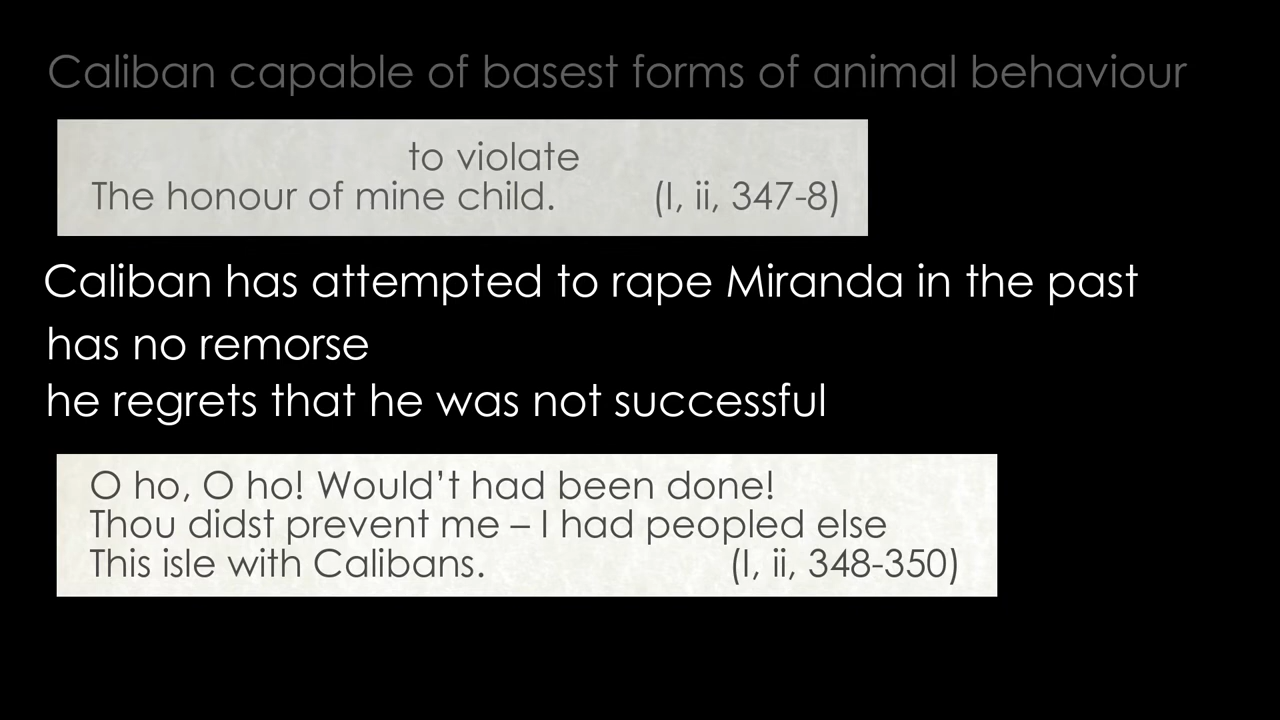 Caliban capable of basest forms of animal behaviour
to violate
The honour of mine child. (I, ii, 347-8)
Caliban has attempted to rape Miranda in the past
has no remorse
he regrets that he was not successful
O ho, O ho! Would’t had been done!
Thou didst prevent me – I had peopled else
This isle with Calibans. (I, ii, 348-350)